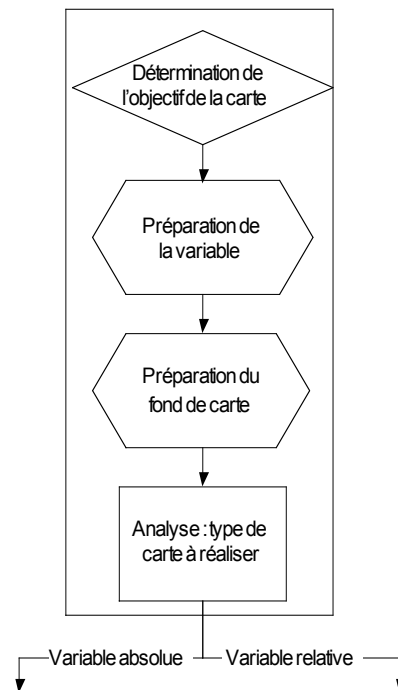 Détermination de
l'objectif de la carte
Préparation de
la variable
Préparation du
fond de carte
Analyse : type de
carte à réaliser
Variable absolue
Variable relative